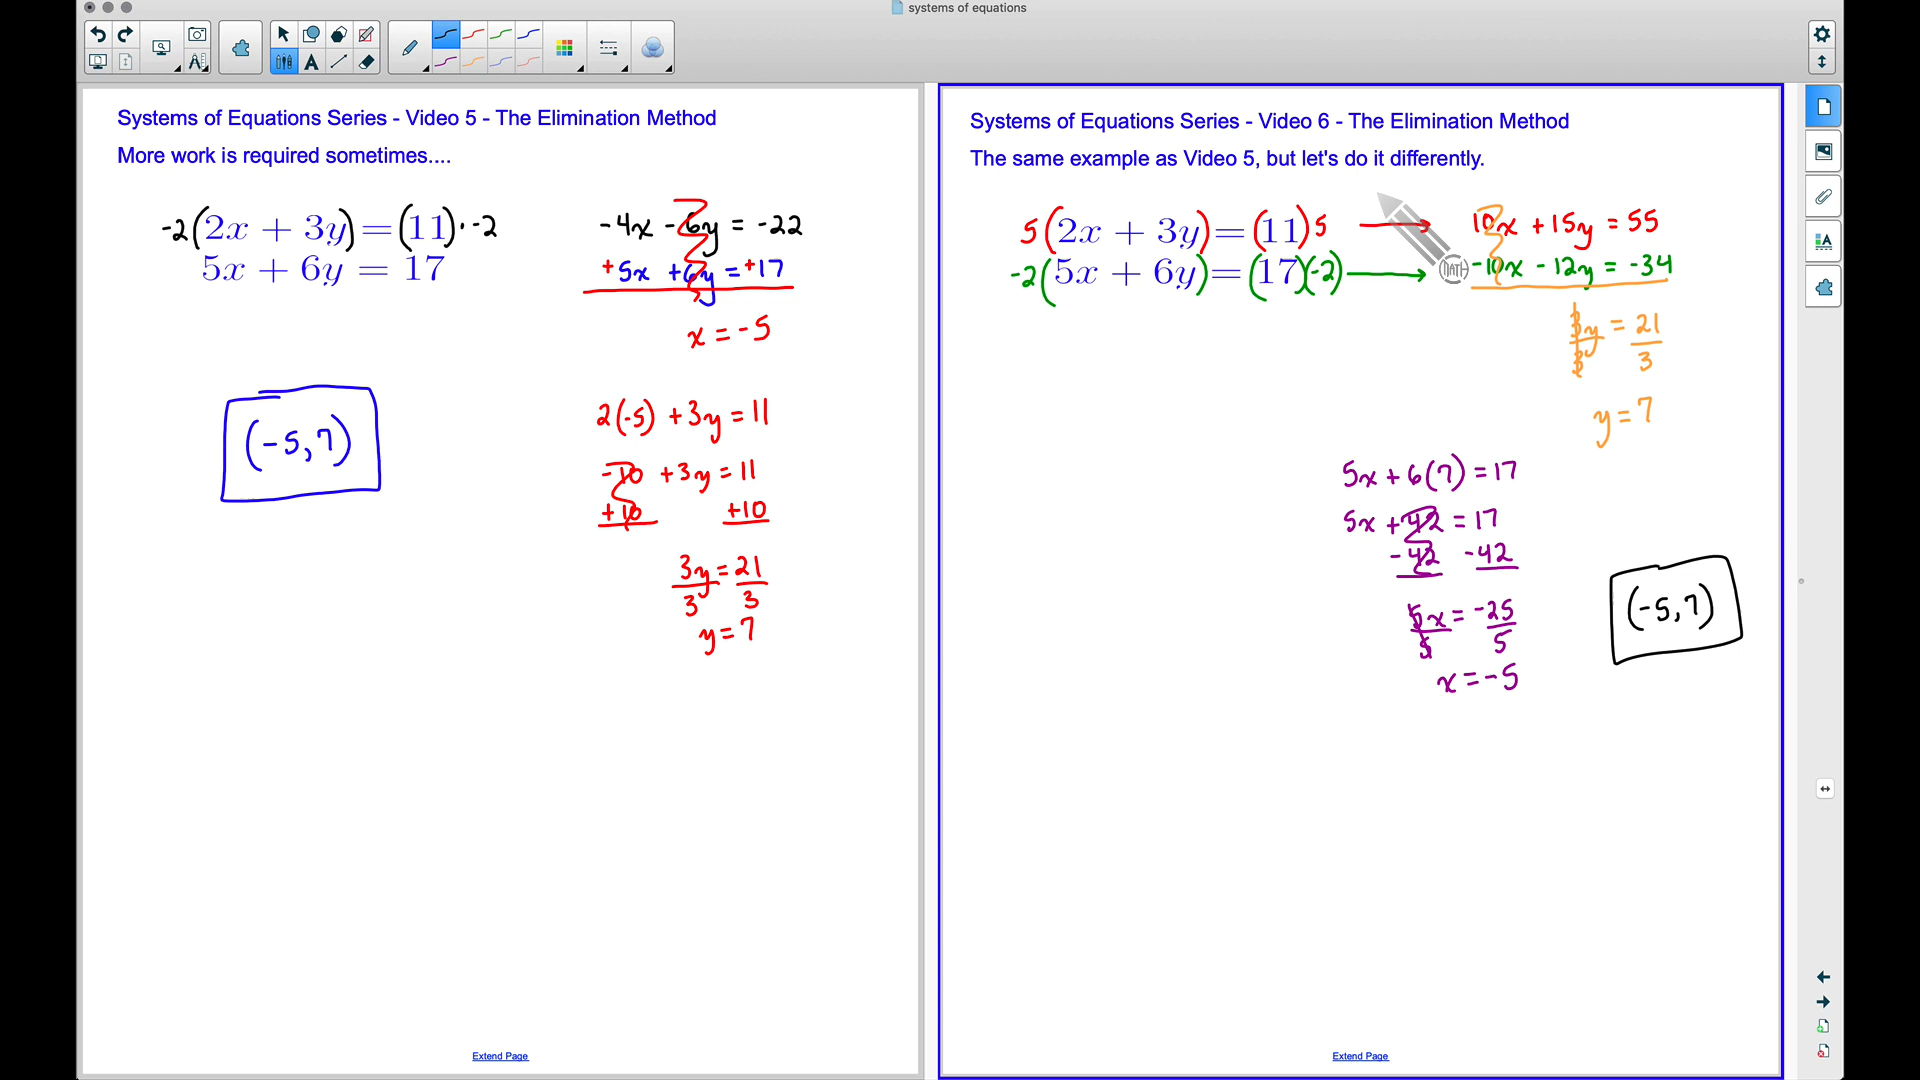 systems of equations
Systems of Equations Series - Video 5 - The Elimination Method
More work is required sometimes....
-2(2x + 3y) = (11)·-2
5x + 6y = 17
-4x - 6y = -22
+5x +6y = +17
x = -5
2(-5) + 3y = 11
-10 + 3y = 11
+10 +10
3y = 21
3 3
y = 7
(-5, 7)
Extend Page
Systems of Equations Series - Video 6 - The Elimination Method
The same example as Video 5, but let's do it differently.
5(2x + 3y) = (11)5 → 10x + 15y = 55
-2(5x + 6y) = (17)(-2) → -10x - 12y = -34
3y = 21
3 3
y = 7
5x + 6(7) = 17
5x + 42 = 17
-42 -42
5x = -25
5 5
x = -5
(-5, 7)
MATH
Extend Page